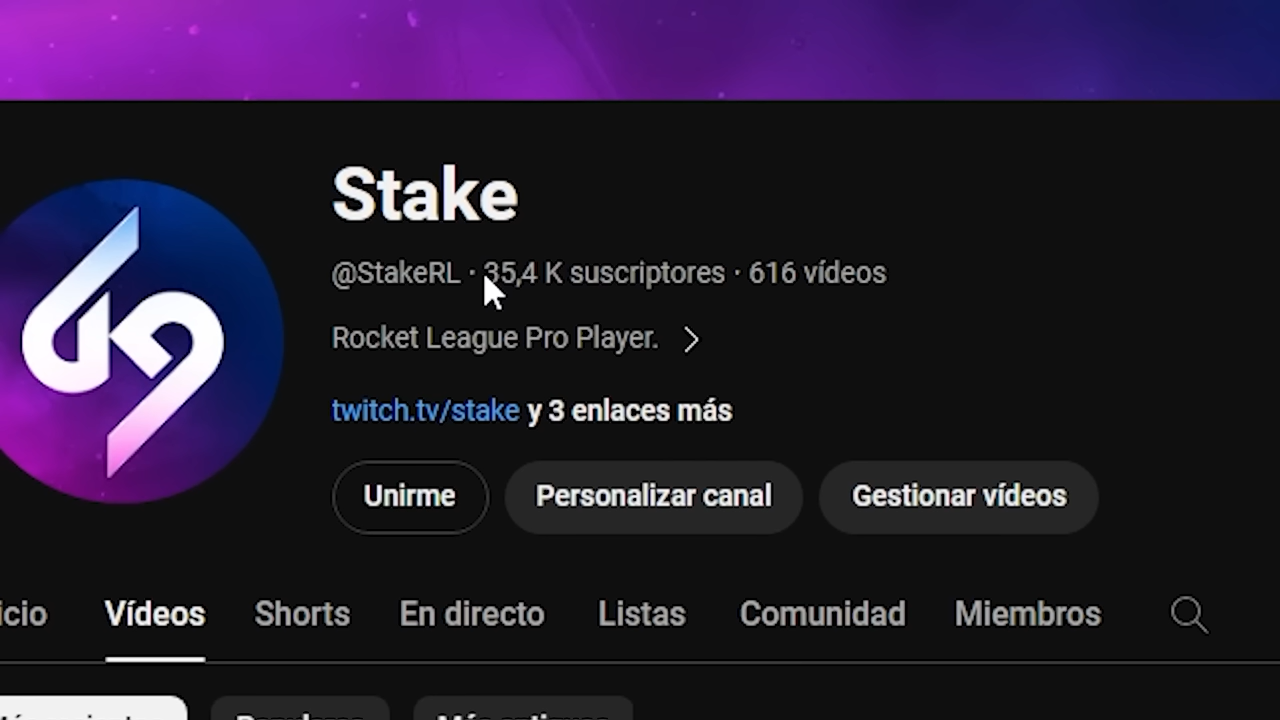 Stake
@StakeRL · 35,4 K suscriptores · 616 vídeos
Rocket League Pro Player.
twitch.tv/stake y 3 enlaces más
Unirme Personalizar canal Gestionar vídeos
icio Vídeos Shorts En directo Listas Comunidad Miembros